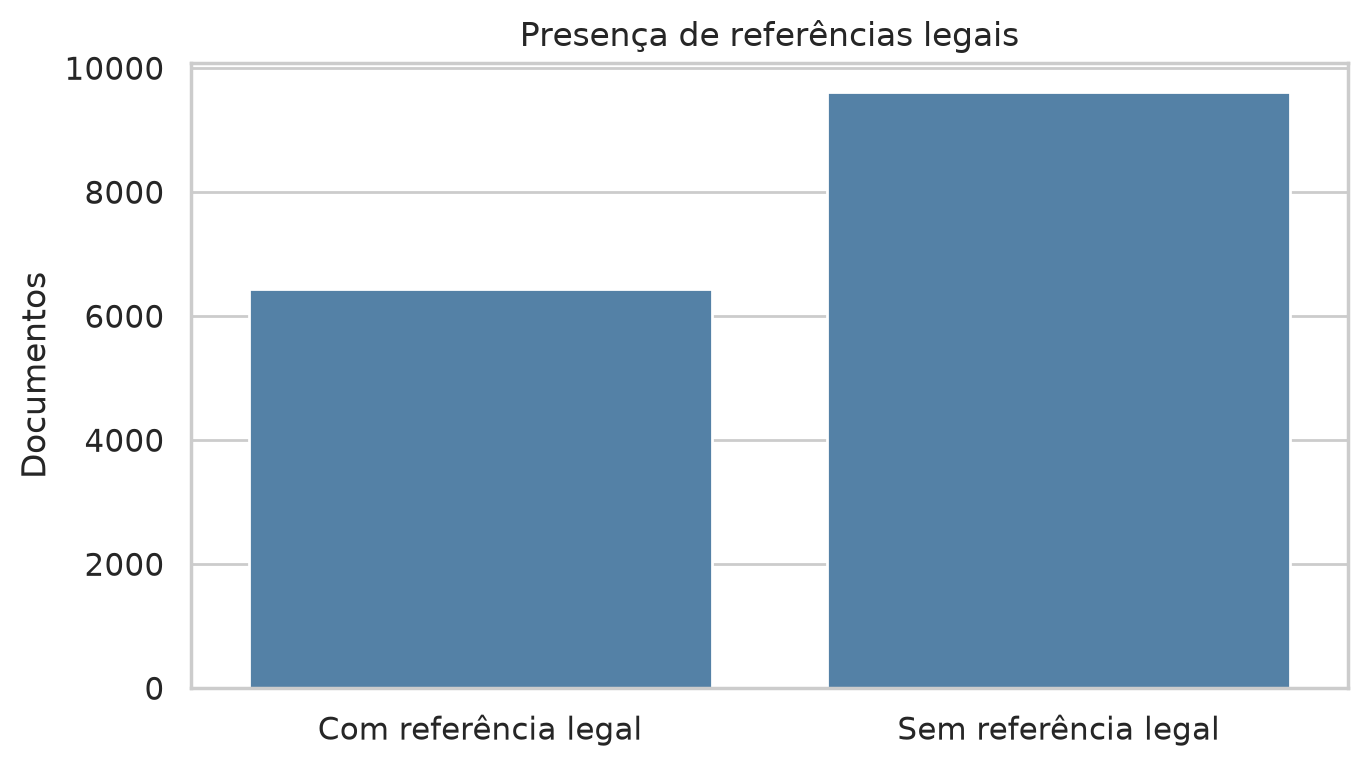 Presença de referências legais
10000
8000
6000
4000
2000
0
Documentos
Com referência legal
Sem referência legal